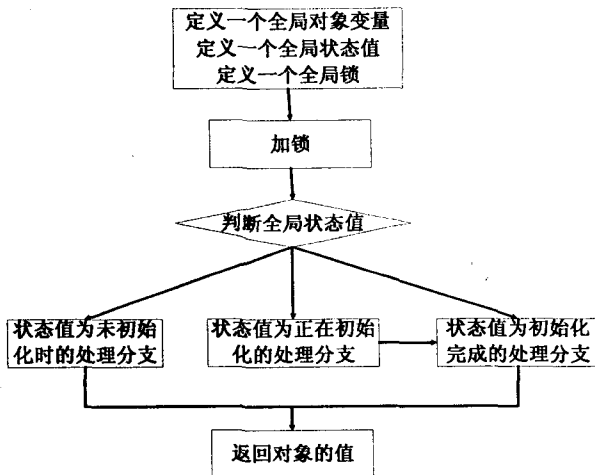 定义一个全局对象变量
定义一个全局状态值
定义一个全局锁
加锁
判断全局状态值
状态值为未初始
化时的处理分支
状态值为正在初始
化的处理分支
状态值为初始化
完成的处理分支
返回对象的值